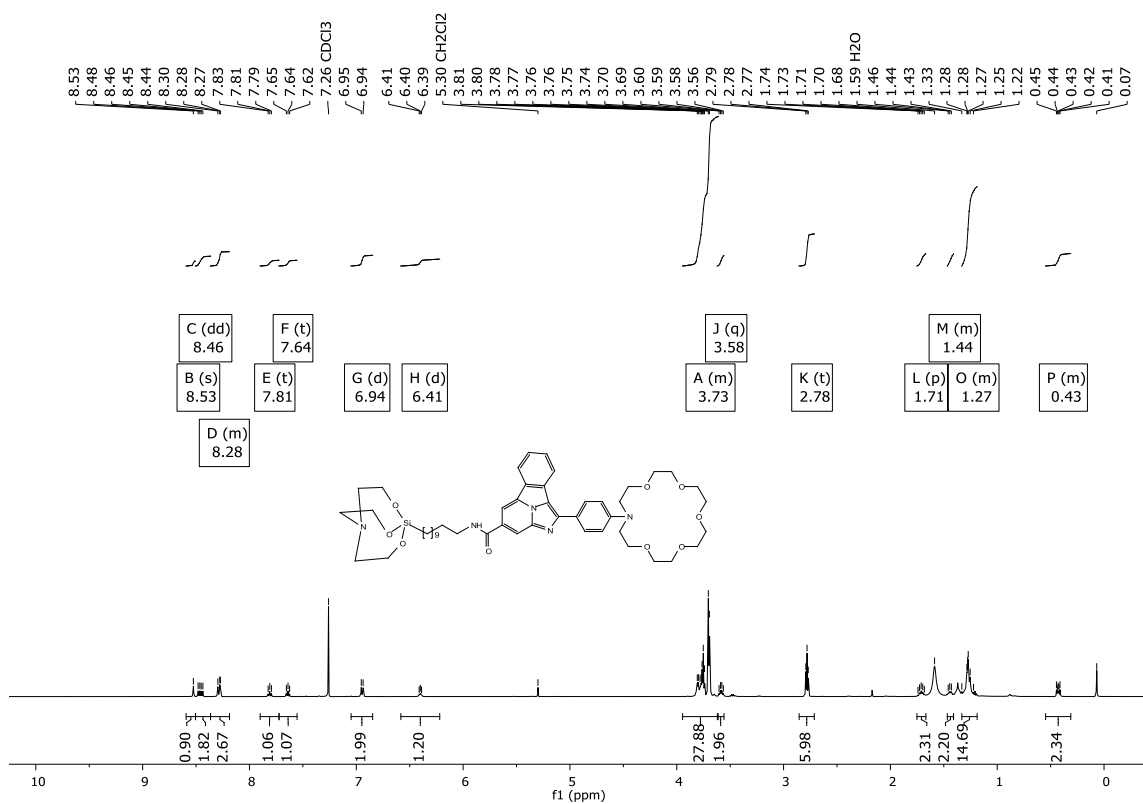 8.53
8.48
8.46
8.45
8.44
8.30
8.28
8.27
7.83
7.81
7.79
7.65
7.64
7.62
7.26 CDCl3
6.95
6.94
6.41
6.40
6.39
5.30 CH2Cl2
3.81
3.80
3.78
3.77
3.76
3.76
3.75
3.74
3.70
3.69
3.60
3.59
3.58
3.56
2.79
2.78
2.77
1.74
1.73
1.71
1.70
1.68
1.59 H2O
1.46
1.44
1.43
1.33
1.28
1.28
1.27
1.25
1.22
0.45
0.44
0.43
0.42
0.41
0.07
C (dd)
8.46
F (t)
7.64
J (q)
3.58
M (m)
1.44
B (s)
8.53
E (t)
7.81
G (d)
6.94
H (d)
6.41
A (m)
3.73
K (t)
2.78
L (p)
1.71
O (m)
1.27
P (m)
0.43
D (m)
8.28
N
O
O
O
Si
[ ]9
NH
O
N
N
N
O
O
O
O
O
0.90
1.82
2.67
1.06
1.07
1.99
1.20
27.88
1.96
5.98
2.31
2.20
14.69
2.34
10 9 8 7 6 5 4 3 2 1 0
f1 (ppm)